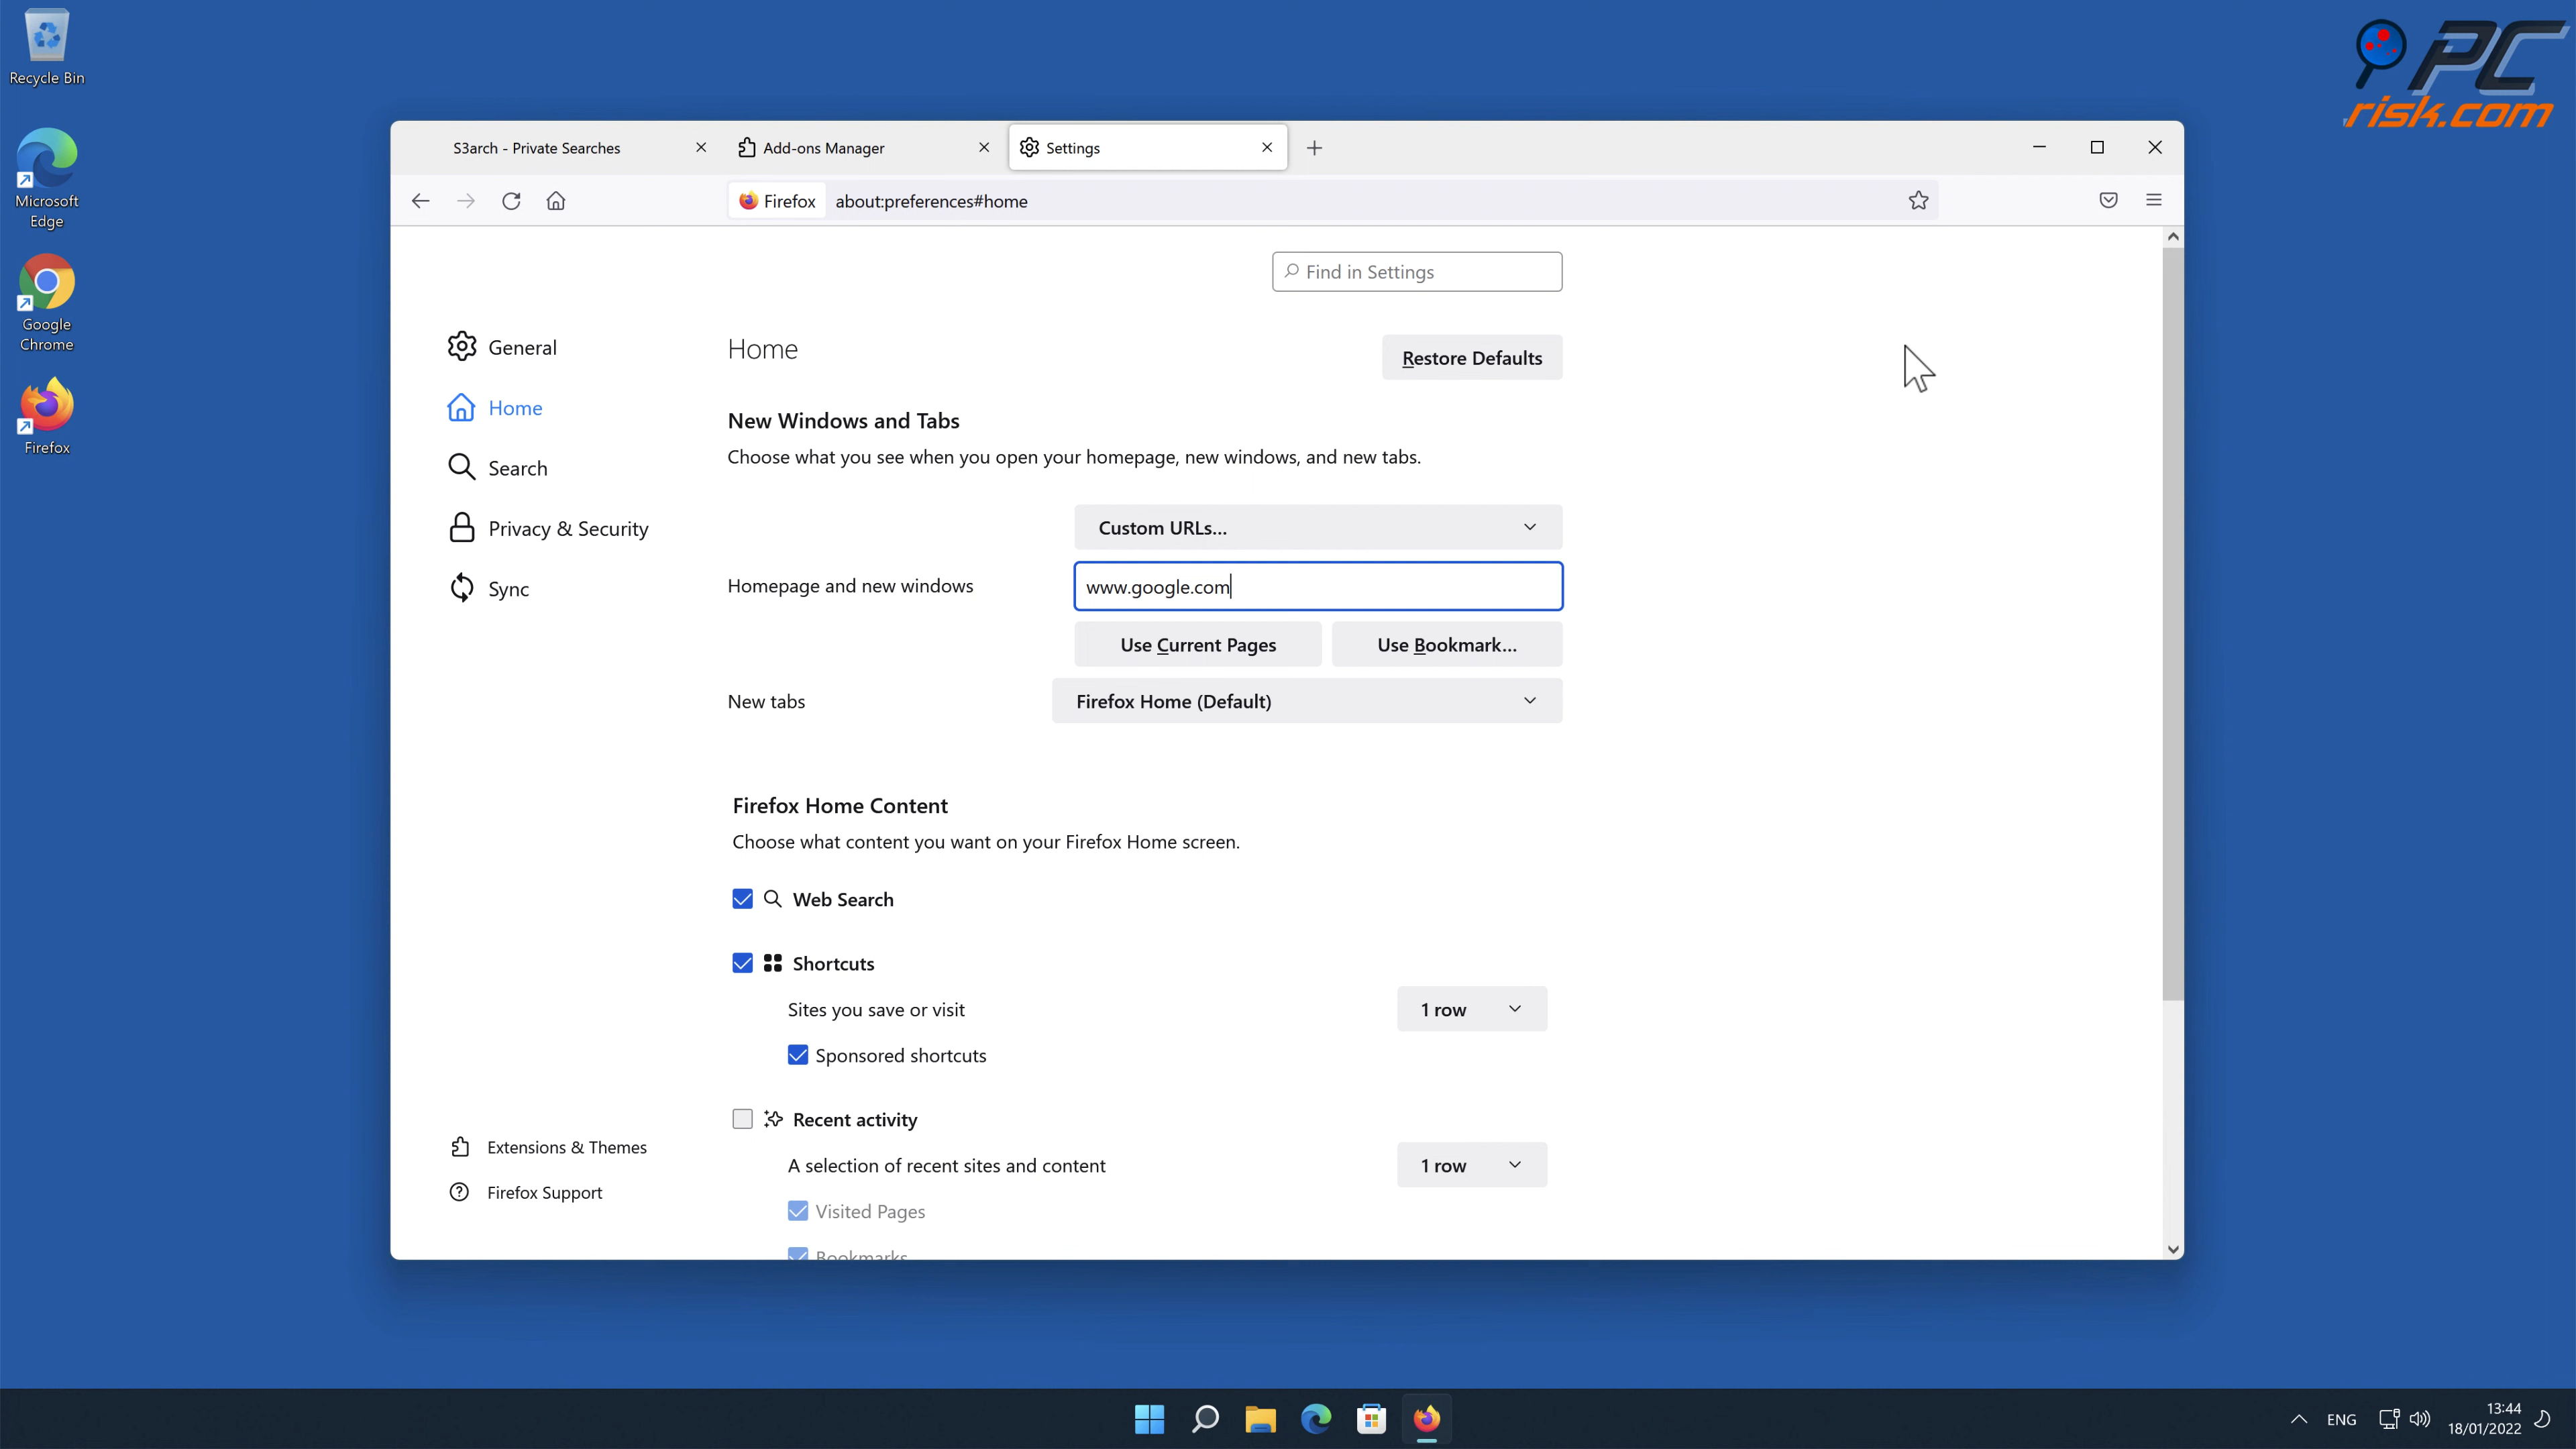 Recycle Bin
Microsoft
Edge
Google
Chrome
Firefox
PC
risk.com
S3arch - Private Searches
Add-ons Manager
Settings
Firefox
about:preferences#home
Find in Settings
General
Home
Search
Privacy & Security
Sync
Extensions & Themes
Firefox Support
Home
Restore Defaults
New Windows and Tabs
Choose what you see when you open your homepage, new windows, and new tabs.
Custom URLs...
Homepage and new windows
www.google.com
Use Current Pages
Use Bookmark...
New tabs
Firefox Home (Default)
Firefox Home Content
Choose what content you want on your Firefox Home screen.
Web Search
Shortcuts
Sites you save or visit
1 row
Sponsored shortcuts
Recent activity
A selection of recent sites and content
1 row
Visited Pages
Bookmarks
ENG
13:44
18/01/2022